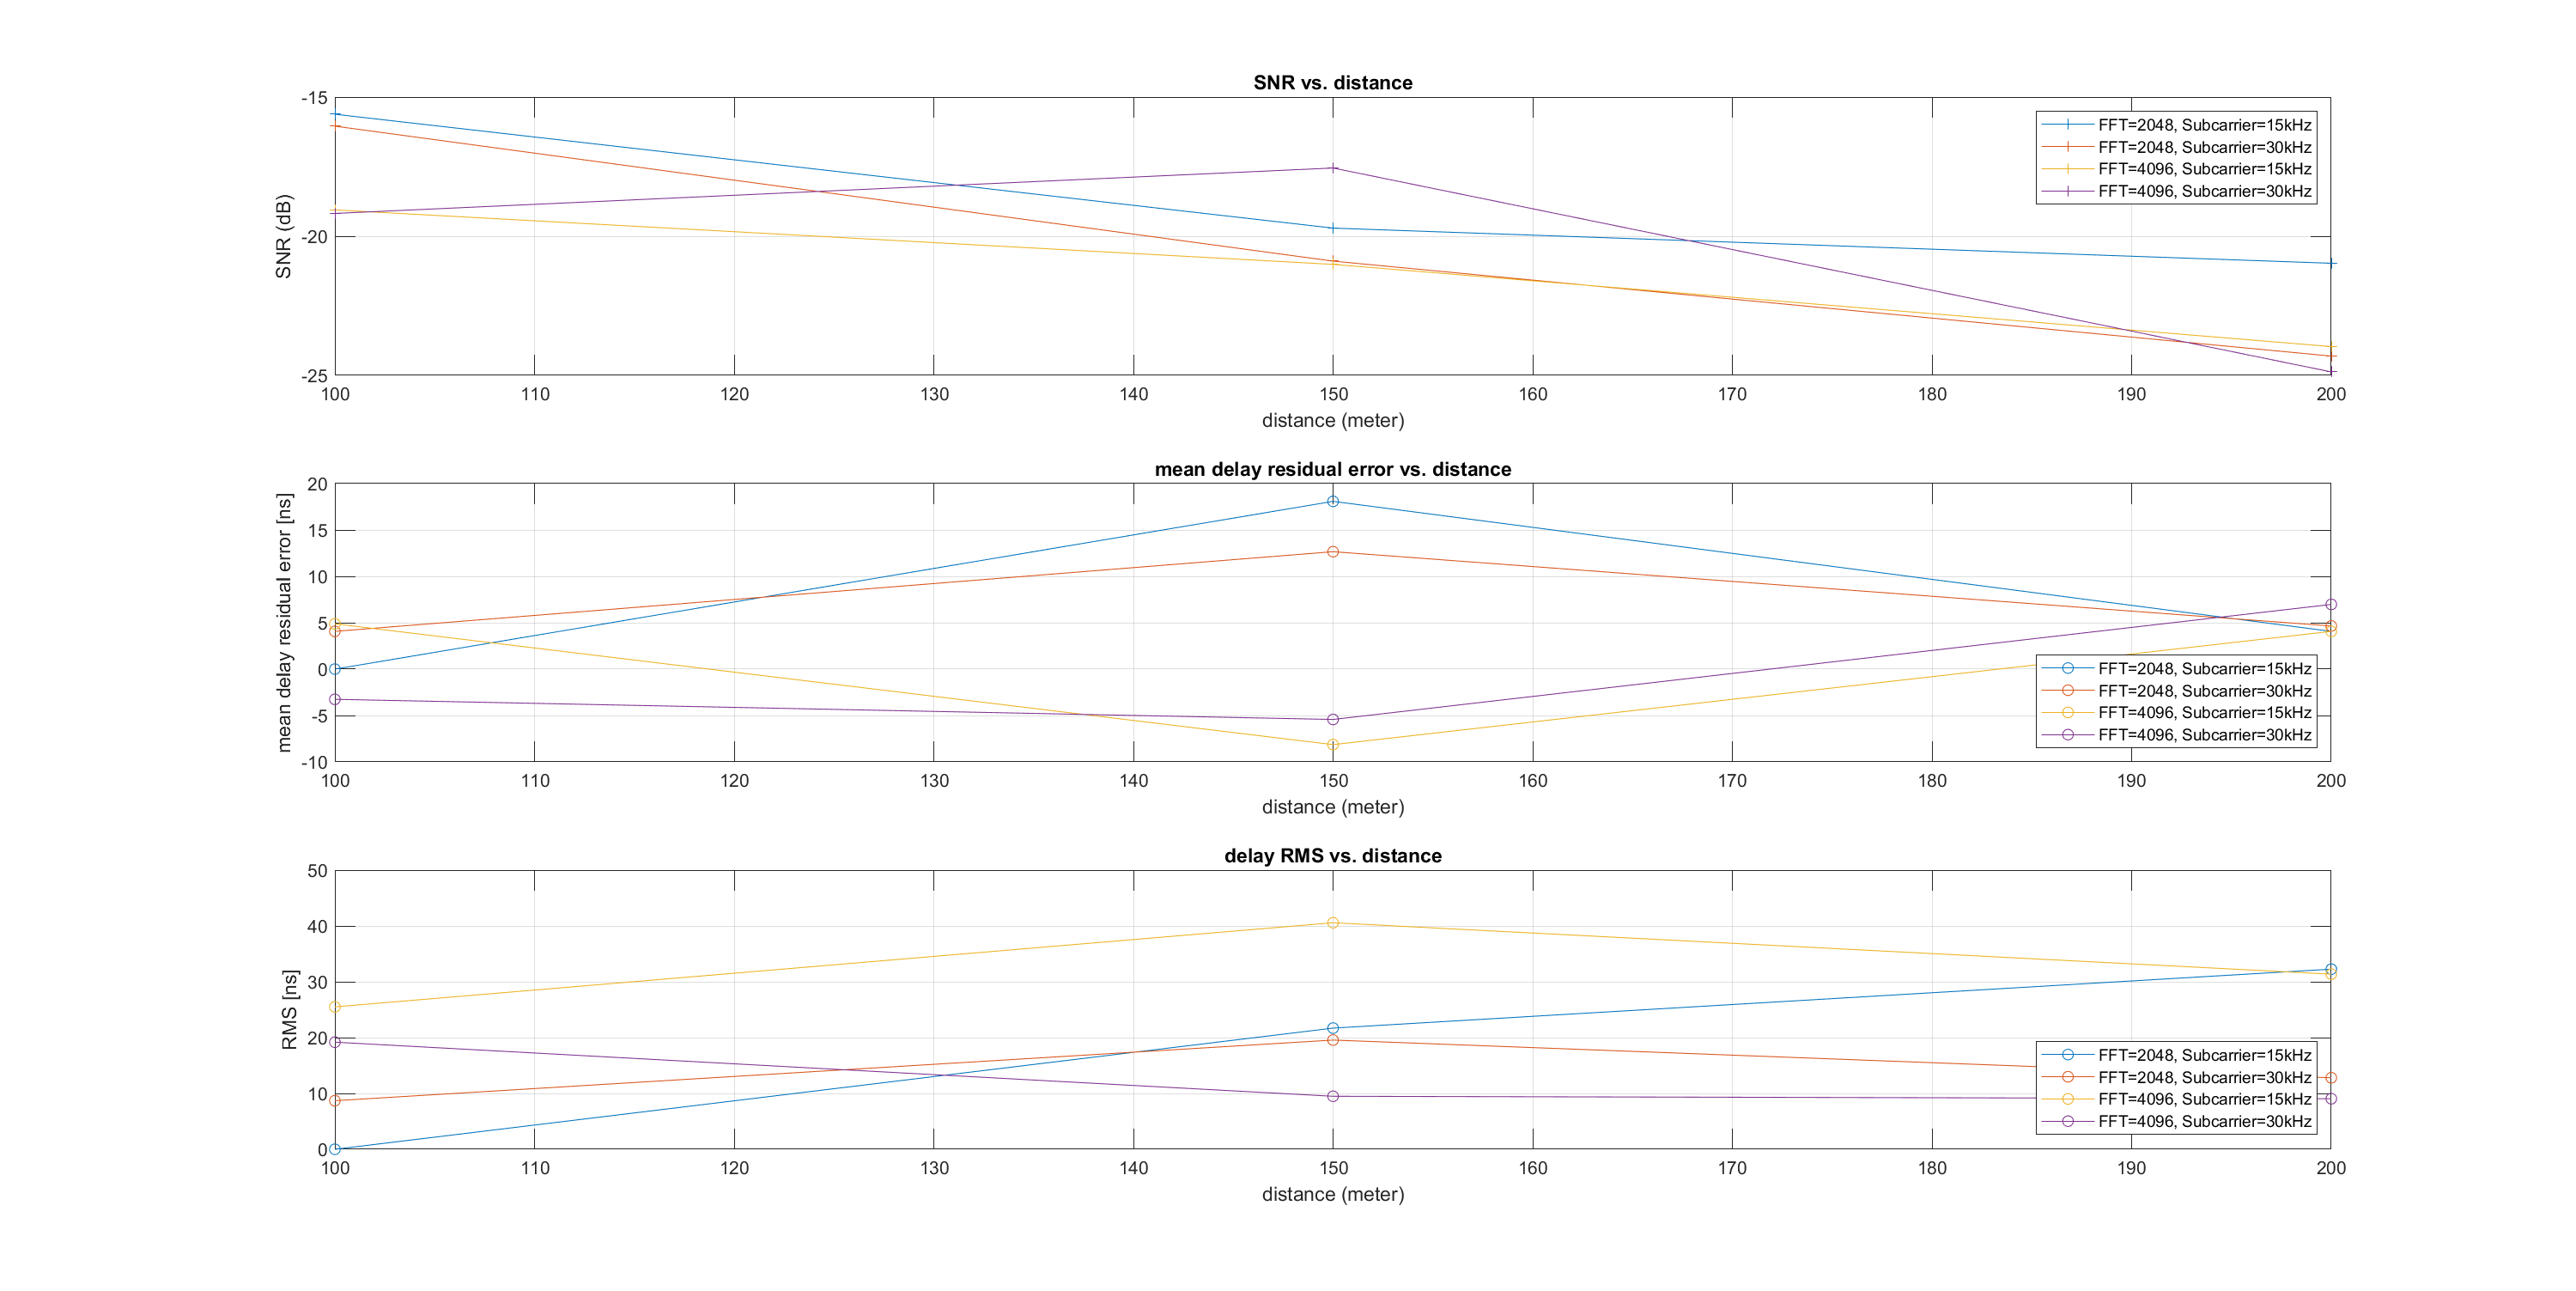 SNR vs. distance
-15
-20
-25
SNR (dB)
FFT=2048, Subcarrier=15kHz
FFT=2048, Subcarrier=30kHz
FFT=4096, Subcarrier=15kHz
FFT=4096, Subcarrier=30kHz
100 110 120 130 140 150 160 170 180 190 200
distance (meter)
mean delay residual error vs. distance
20
15
10
5
0
-5
-10
mean delay residual error [ns]
FFT=2048, Subcarrier=15kHz
FFT=2048, Subcarrier=30kHz
FFT=4096, Subcarrier=15kHz
FFT=4096, Subcarrier=30kHz
100 110 120 130 140 150 160 170 180 190 200
distance (meter)
delay RMS vs. distance
50
40
30
20
10
0
RMS [ns]
FFT=2048, Subcarrier=15kHz
FFT=2048, Subcarrier=30kHz
FFT=4096, Subcarrier=15kHz
FFT=4096, Subcarrier=30kHz
100 110 120 130 140 150 160 170 180 190 200
distance (meter)